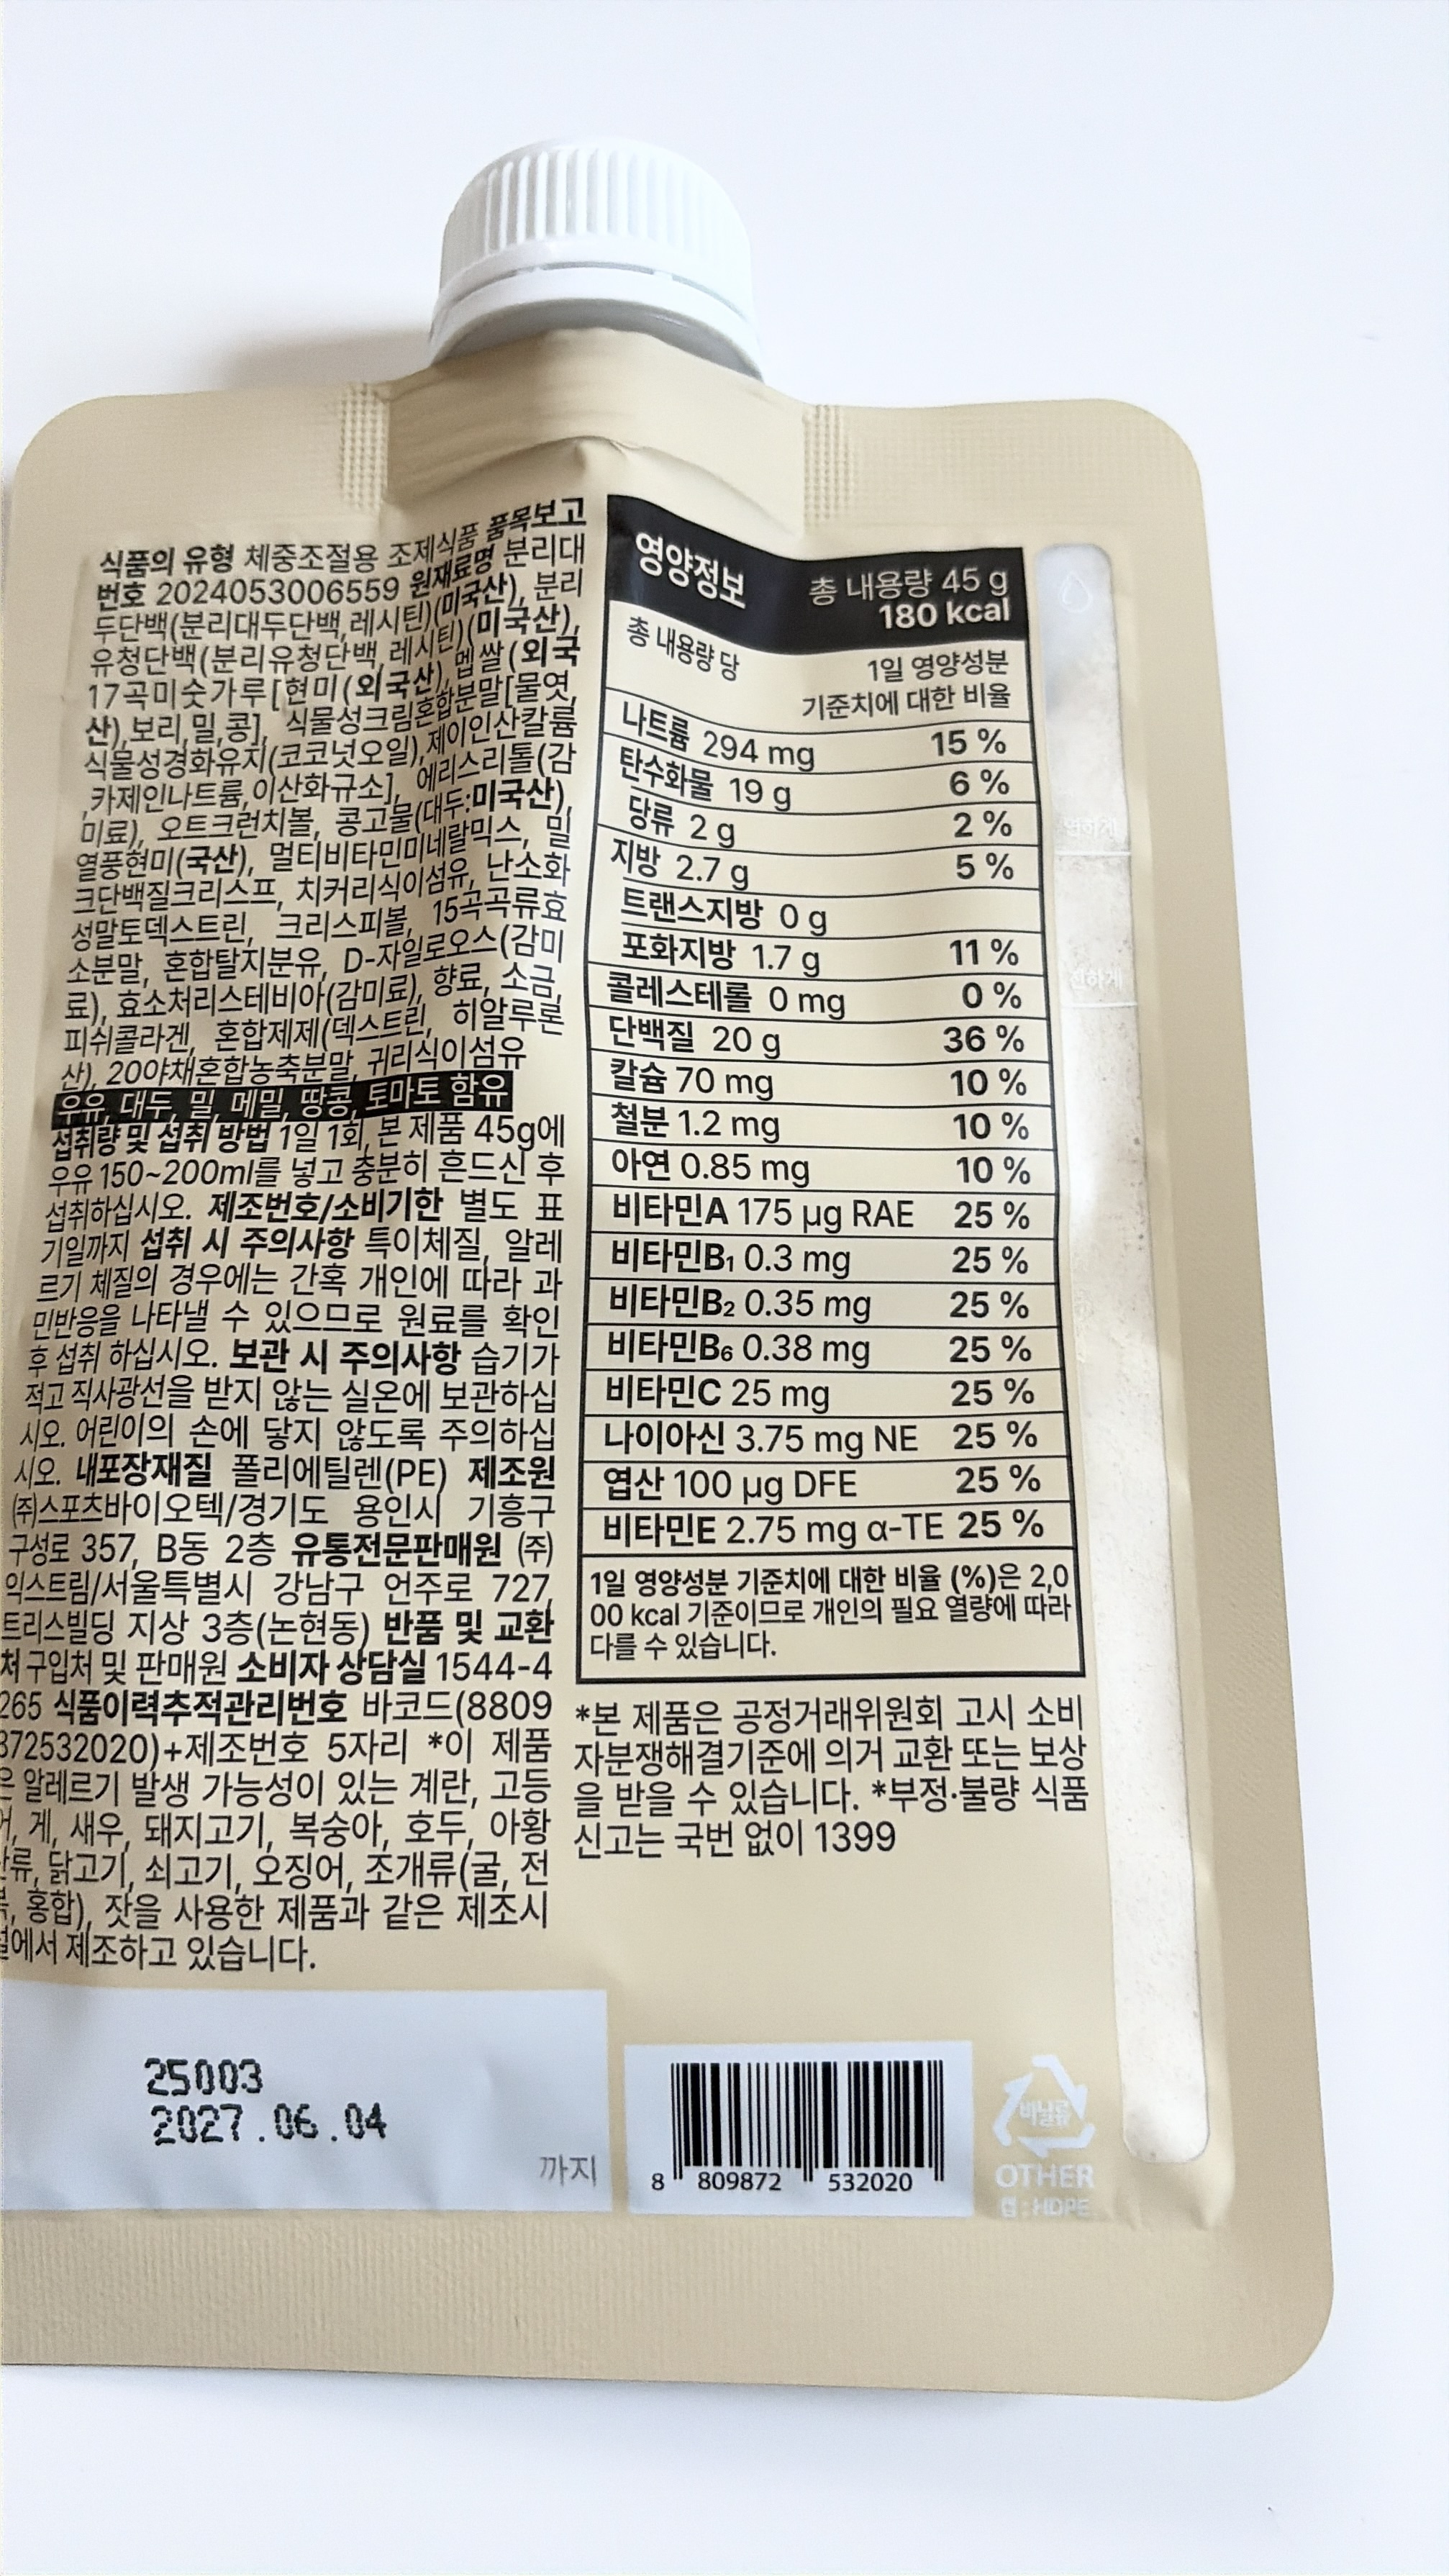 식품의 유형 체중조절용 조제식품 품목보고
번호 2024053006559 원재료명 분리대
두단백(분리대두단백,레시틴)(미국산), 분리
유청단백(분리유청단백, 레시틴)(미국산),
17곡미숫가루[현미(외국산), 멥쌀(외국
산),보리,밀,콩], 식물성크림혼합분말[물엿,
식물성경화유지(코코넛오일),제이인산칼륨
,카제인나트륨,이산화규소], 에리스리톨(감
미료), 오트크런치볼, 콩고물(대두:미국산),
열풍현미(국산), 멀티비타민미네랄믹스, 밀
크단백질크리스프, 치커리식이섬유, 난소화
성말토덱스트린, 크리스피볼, 15곡곡류효
소분말, 혼합탈지분유, D-자일로오스(감미
료), 효소처리스테비아(감미료), 향료, 소금,
피쉬콜라겐, 혼합제제(덱스트린, 히알루론
산), 20야채혼합농축분말, 귀리식이섬유
우유, 대두, 밀, 메밀, 땅콩, 토마토 함유
섭취량 및 섭취 방법 1일 1회, 본 제품 45g에
우유 150~200ml를 넣고 충분히 흔드신 후
섭취하십시오. 제조번호/소비기한 별도 표
기일까지 섭취 시 주의사항 특이체질, 알레
르기 체질의 경우에는 간혹 개인에 따라 과
민반응을 나타낼 수 있으므로 원료를 확인
후 섭취 하십시오. 보관 시 주의사항 습기가
적고 직사광선을 받지 않는 실온에 보관하십
시오. 어린이의 손에 닿지 않도록 주의하십
시오. 내포장재질 폴리에틸렌(PE) 제조원
㈜스포츠바이오텍/경기도 용인시 기흥구
구성로 357, B동 2층 유통전문판매원 ㈜
익스트림/서울특별시 강남구 언주로 727,
트리스빌딩 지상 3층(논현동) 반품 및 교환
처 구입처 및 판매원 소비자 상담실 1544-4
265 식품이력추적관리번호 바코드(8809
872532020)+제조번호 5자리 *이 제품
은 알레르기 발생 가능성이 있는 계란, 고등
어, 게, 새우, 돼지고기, 복숭아, 호두, 아황
산류, 닭고기, 쇠고기, 오징어, 조개류(굴, 전
복, 홍합), 잣을 사용한 제품과 같은 제조시
설에서 제조하고 있습니다.
25003
2027.06.04
까지
영양정보
총 내용량 45 g
180 kcal
총 내용량 당
1일 영양성분
기준치에 대한 비율
나트륨 294 mg 15 %
탄수화물 19 g 6 %
당류 2 g 2 %
지방 2.7 g 5 %
트랜스지방 0 g
포화지방 1.7 g 11 %
콜레스테롤 0 mg 0 %
단백질 20 g 36 %
칼슘 70 mg 10 %
철분 1.2 mg 10 %
아연 0.85 mg 10 %
비타민A 175 μg RAE 25 %
비타민B1 0.3 mg 25 %
비타민B2 0.35 mg 25 %
비타민B6 0.38 mg 25 %
비타민C 25 mg 25 %
나이아신 3.75 mg NE 25 %
엽산 100 μg DFE 25 %
비타민E 2.75 mg α-TE 25 %
1일 영양성분 기준치에 대한 비율 (%)은 2,0
00 kcal 기준이므로 개인의 필요 열량에 따라
다를 수 있습니다.
*본 제품은 공정거래위원회 고시 소비
자분쟁해결기준에 의거 교환 또는 보상
을 받을 수 있습니다. *부정·불량 식품
신고는 국번 없이 1399
8 809872 532020
비닐류
OTHER
캡:HDPE
연하게
진하게